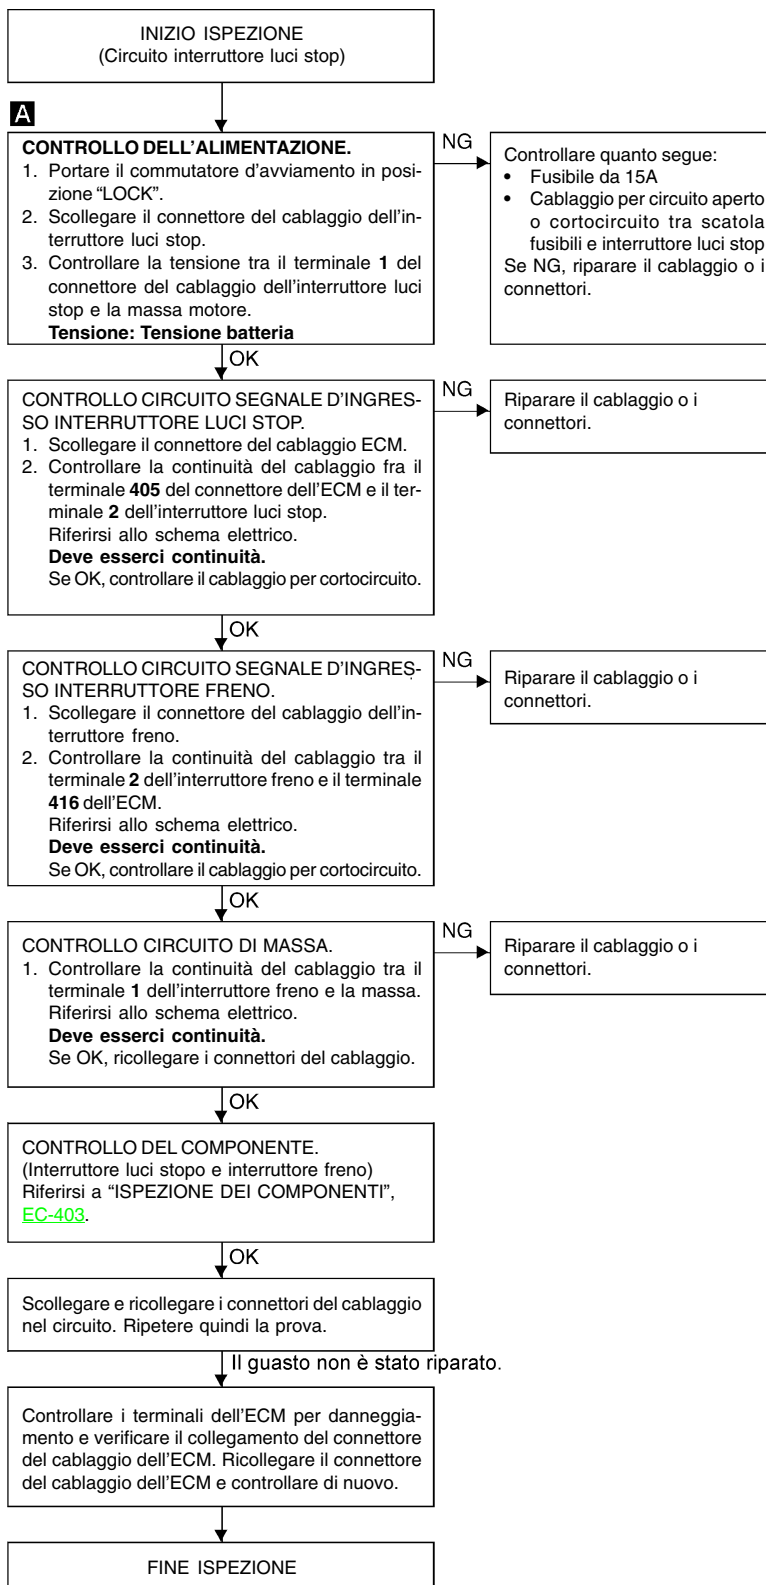 INIZIO ISPEZIONE
(Circuito interruttore luci stop)
A
CONTROLLO DELL'ALIMENTAZIONE.
1. Portare il commutatore d'avviamento in posi-
zione "LOCK".
2. Scollegare il connettore del cablaggio dell'in-
terruttore luci stop.
3. Controllare la tensione tra il terminale 1 del
connettore del cablaggio dell'interruttore luci
stop e la massa motore.
Tensione: Tensione batteria
NG
Controllare quanto segue:
• Fusibile da 15A
• Cablaggio per circuito aperto
o cortocircuito tra scatola
fusibili e interruttore luci stop
Se NG, riparare il cablaggio o i
connettori.
OK
CONTROLLO CIRCUITO SEGNALE D'INGRES-
SO INTERRUTTORE LUCI STOP.
1. Scollegare il connettore del cablaggio ECM.
2. Controllare la continuità del cablaggio fra il
terminale 405 del connettore dell'ECM e il ter-
minale 2 dell'interruttore luci stop.
Riferirsi allo schema elettrico.
Deve esserci continuità.
Se OK, controllare il cablaggio per cortocircuito.
NG
Riparare il cablaggio o i
connettori.
OK
CONTROLLO CIRCUITO SEGNALE D'INGRES-
SO INTERRUTTORE FRENO.
1. Scollegare il connettore del cablaggio dell'in-
terruttore freno.
2. Controllare la continuità del cablaggio tra il
terminale 2 dell'interruttore freno e il terminale
416 dell'ECM.
Riferirsi allo schema elettrico.
Deve esserci continuità.
Se OK, controllare il cablaggio per cortocircuito.
NG
Riparare il cablaggio o i
connettori.
OK
CONTROLLO CIRCUITO DI MASSA.
1. Controllare la continuità del cablaggio tra il
terminale 1 dell'interruttore freno e la massa.
Riferirsi allo schema elettrico.
Deve esserci continuità.
Se OK, ricollegare i connettori del cablaggio.
NG
Riparare il cablaggio o i
connettori.
OK
CONTROLLO DEL COMPONENTE.
(Interruttore luci stopo e interruttore freno)
Riferirsi a "ISPEZIONE DEI COMPONENTI",
EC-403.
OK
Scollegare e ricollegare i connettori del cablaggio
nel circuito. Ripetere quindi la prova.
Il guasto non è stato riparato.
Controllare i terminali dell'ECM per danneggia-
mento e verificare il collegamento del connettore
del cablaggio dell'ECM. Ricollegare il connettore
del cablaggio dell'ECM e controllare di nuovo.
FINE ISPEZIONE